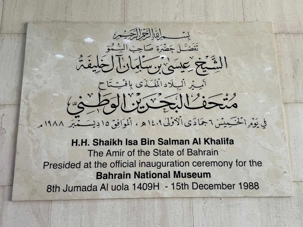 بسم الله الرحمن الرحيم
تفضل حضرة صاحب السمو
الشيخ عيسى بن سلمان آل خليفة
أمير البلاد المفدى بافتتاح
متحف البحرين الوطني
في يوم الخميس ٦ جمادى الأولى ١٤٠٩هـ، الموافق ١٥ ديسمبر ١٩٨٨م.
H.H. Shaikh Isa Bin Salman Al Khalifa
The Amir of the State of Bahrain
Presided at the official inauguration ceremony for the
Bahrain National Museum
8th Jumada Al uola 1409H - 15th December 1988